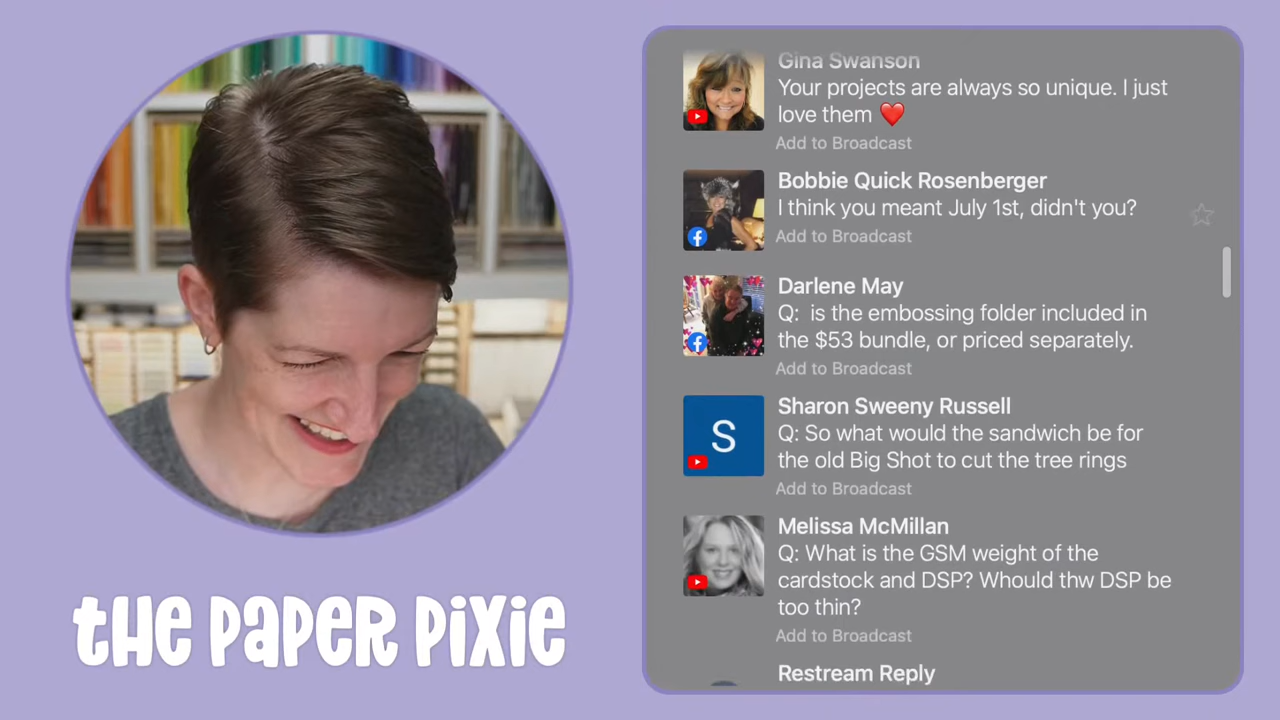 Gina Swanson
Your projects are always so unique. I just
love them ❤️
Add to Broadcast
Bobbie Quick Rosenberger
I think you meant July 1st, didn't you?
Add to Broadcast
Darlene May
Q:  is the embossing folder included in
the $53 bundle, or priced separately.
Add to Broadcast
Sharon Sweeny Russell
S
Q: So what would the sandwich be for
the old Big Shot to cut the tree rings
Add to Broadcast
Melissa McMillan
Q: What is the GSM weight of the
cardstock and DSP? Whould thw DSP be
too thin?
Add to Broadcast
Restream Reply
the paper pixie